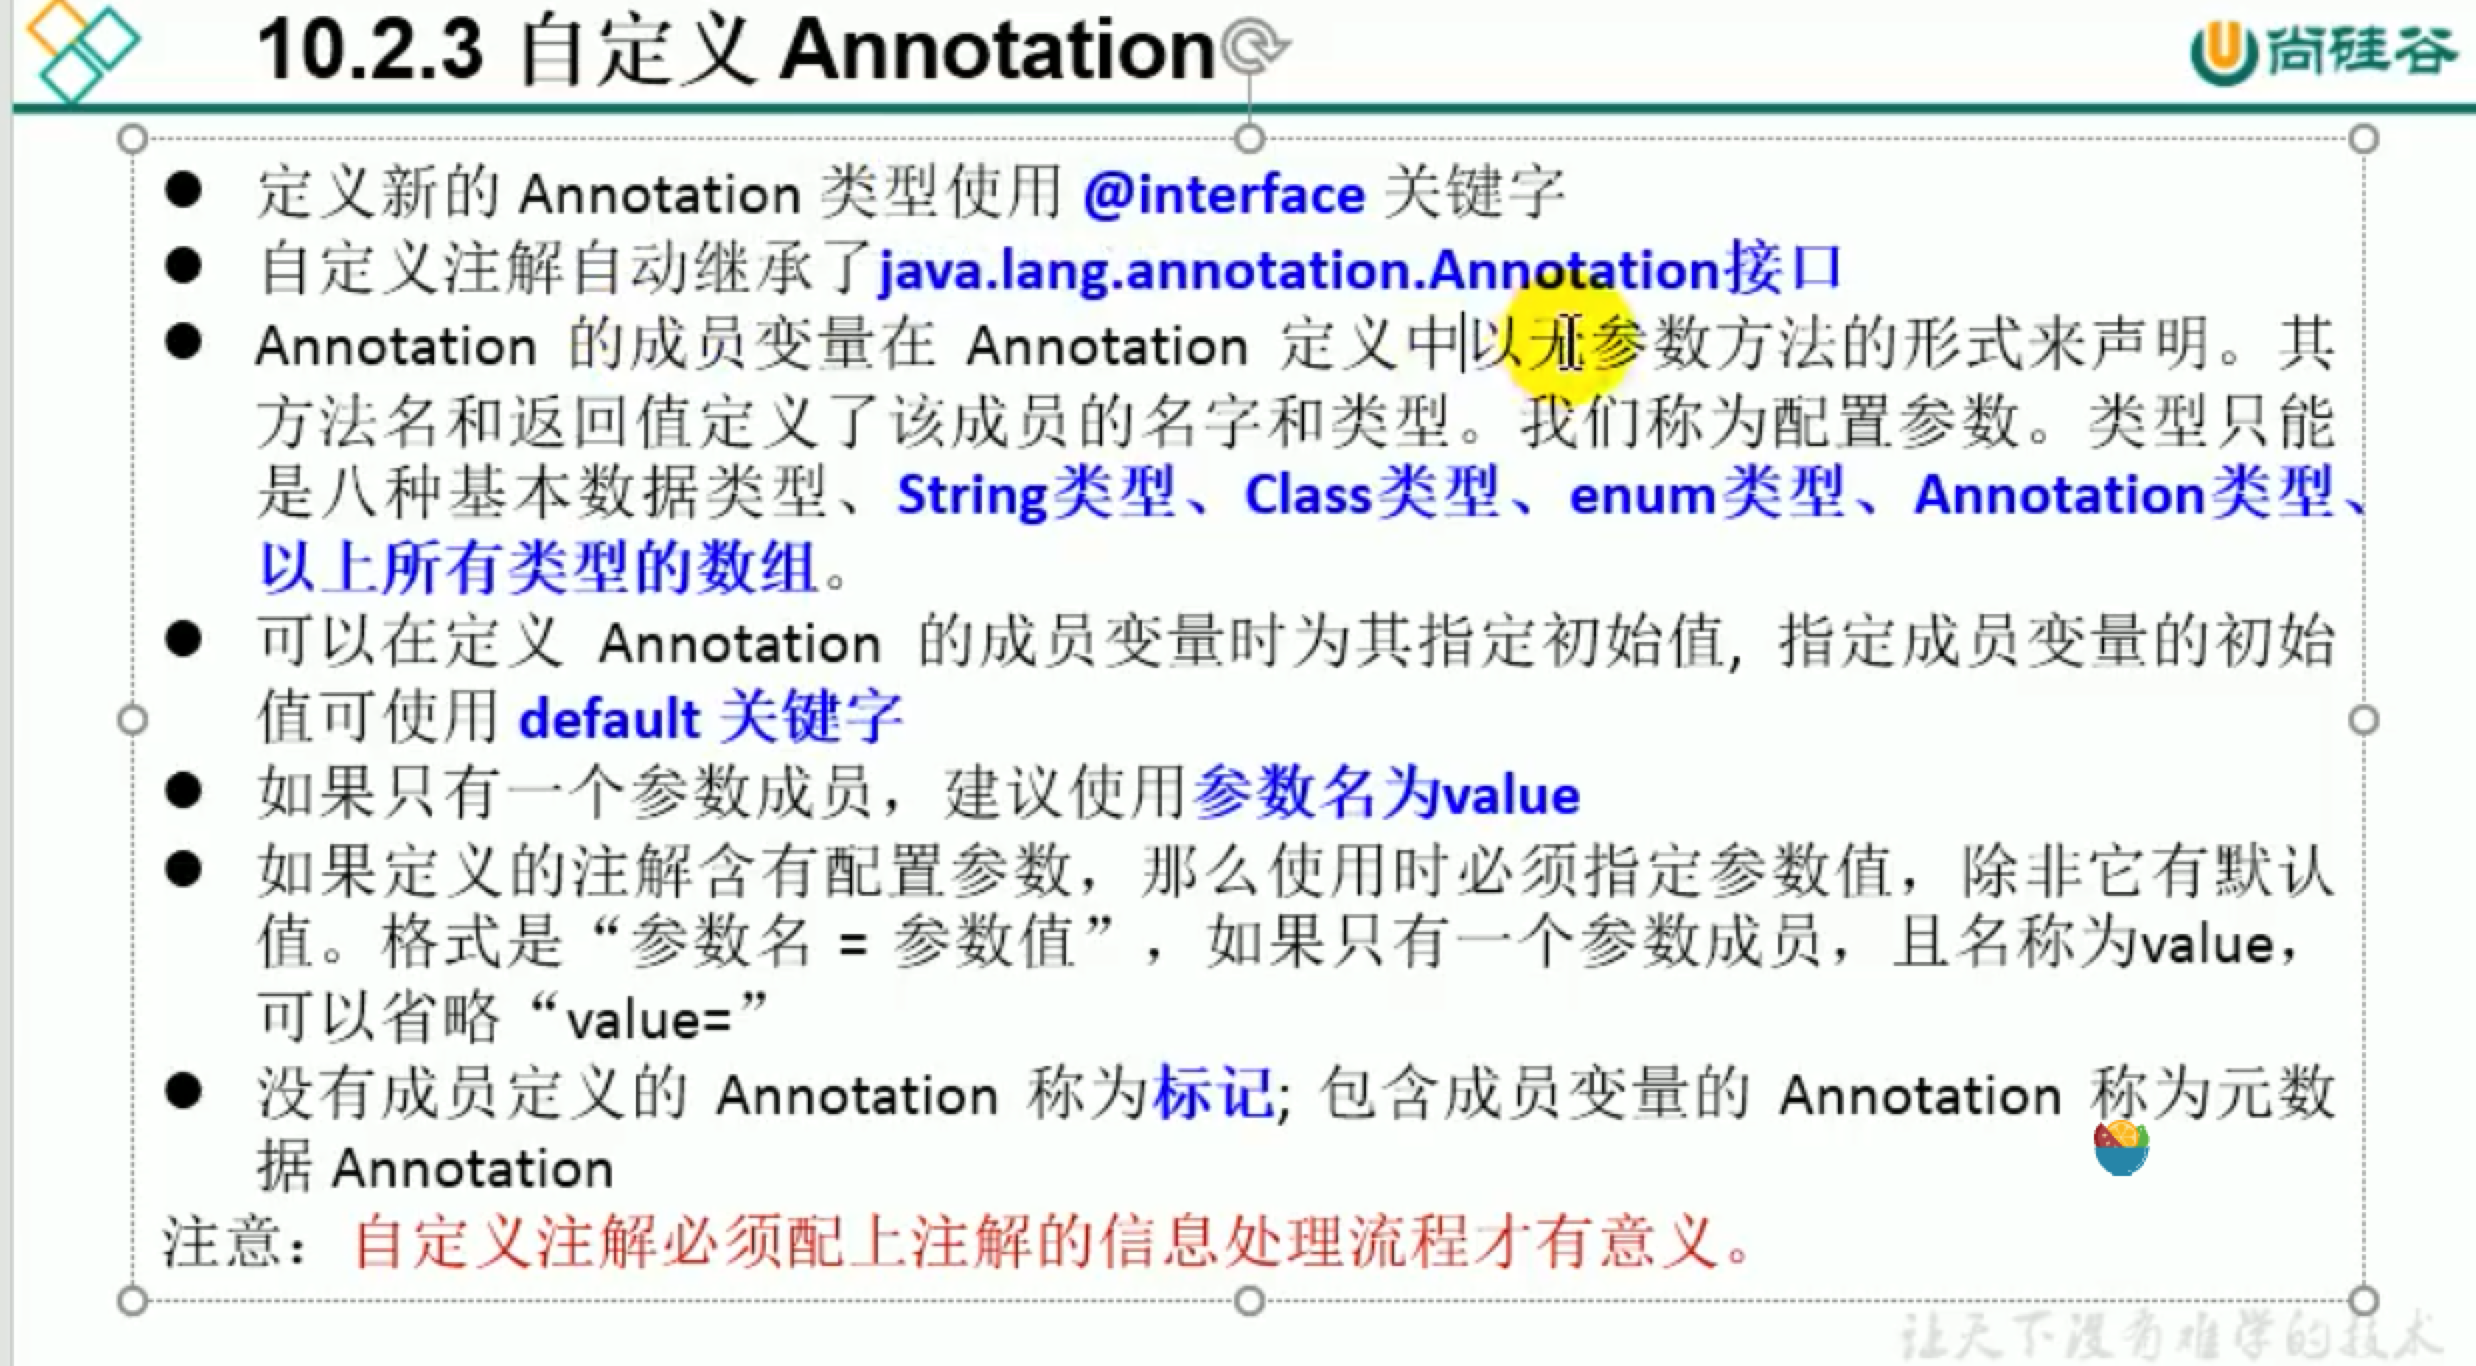 10.2.3 自定义 Annotation
尚硅谷
● 定义新的 Annotation 类型使用 @interface 关键字
● 自定义注解自动继承了java.lang.annotation.Annotation接口
● Annotation 的成员变量在 Annotation 定义中以无参数方法的形式来声明。其
方法名和返回值定义了该成员的名字和类型。我们称为配置参数。类型只能
是八种基本数据类型、String类型、Class类型、enum类型、Annotation类型、
以上所有类型的数组。
● 可以在定义 Annotation 的成员变量时为其指定初始值, 指定成员变量的初始
值可使用 default 关键字
● 如果只有一个参数成员，建议使用参数名为value
● 如果定义的注解含有配置参数，那么使用时必须指定参数值，除非它有默认
值。格式是“参数名 = 参数值”，如果只有一个参数成员，且名称为value，
可以省略“value=”
● 没有成员定义的 Annotation 称为标记; 包含成员变量的 Annotation 称为元数
据 Annotation
注意：自定义注解必须配上注解的信息处理流程才有意义。
让天下没有难学的技术